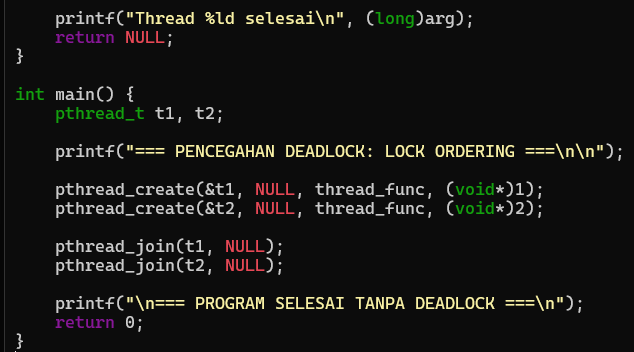 printf("Thread %ld selesai\n", (long)arg);
    return NULL;
}
int main() {
    pthread_t t1, t2;
    printf("=== PENCEGAHAN DEADLOCK: LOCK ORDERING ===\n\n");
    pthread_create(&t1, NULL, thread_func, (void*)1);
    pthread_create(&t2, NULL, thread_func, (void*)2);
    pthread_join(t1, NULL);
    pthread_join(t2, NULL);
    printf("\n=== PROGRAM SELESAI TANPA DEADLOCK ===\n");
    return 0;
}